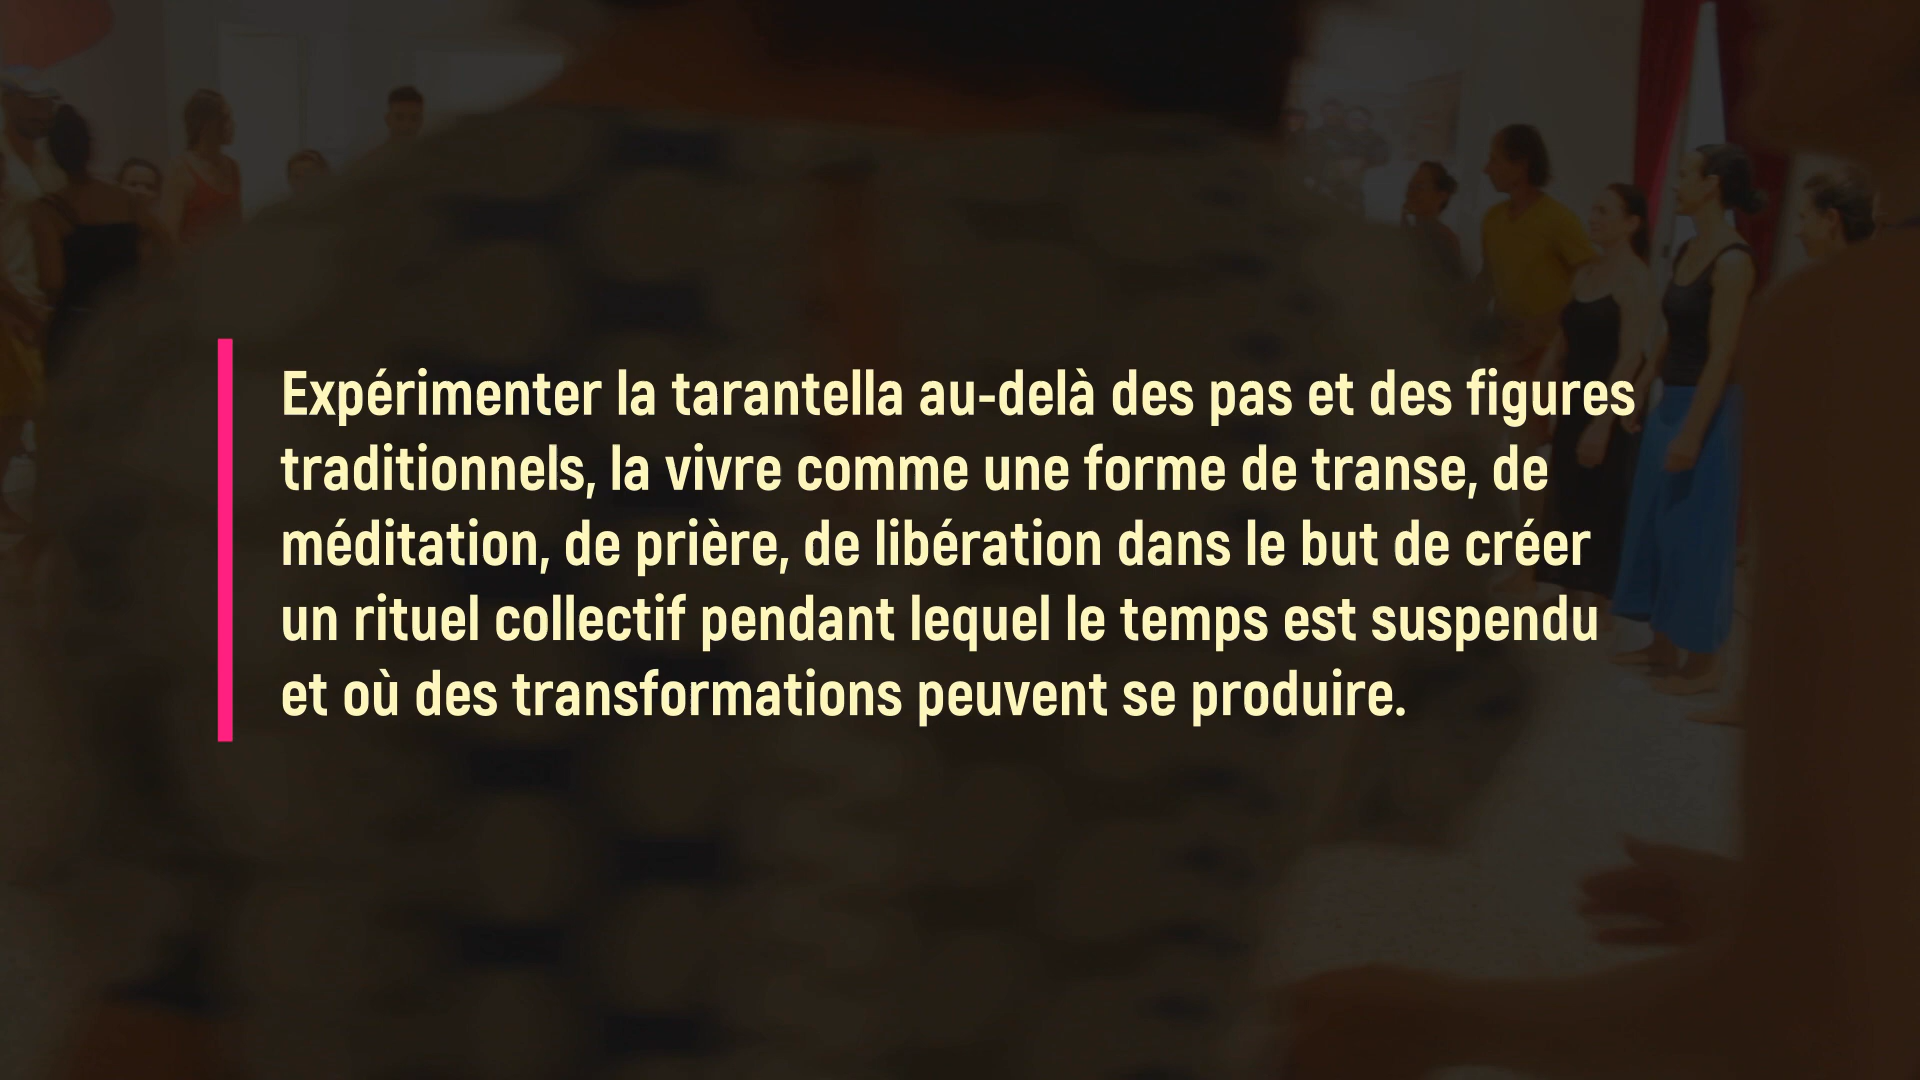 Expérimenter la tarantella au-delà des pas et des figures
traditionnels, la vivre comme une forme de transe, de
méditation, de prière, de libération dans le but de créer
un rituel collectif pendant lequel le temps est suspendu
et où des transformations peuvent se produire.